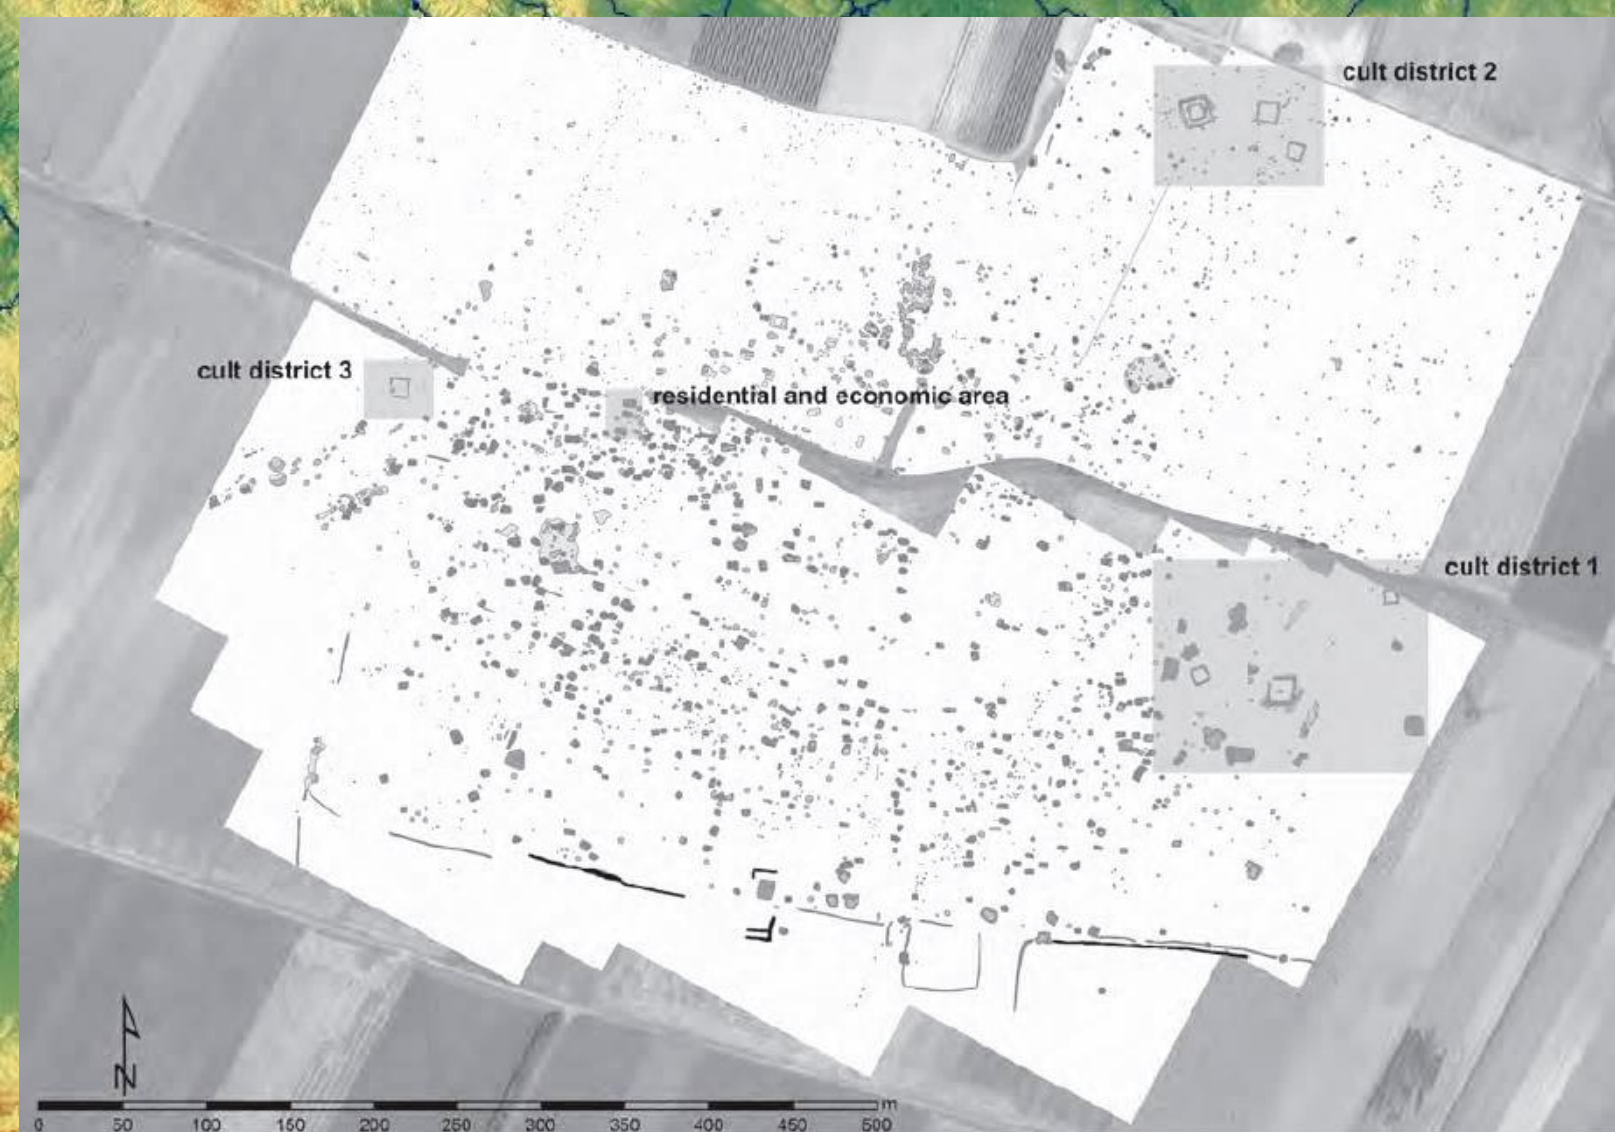 cult district 2
cult district 3
residential and economic area
cult district 1
N
m
0 50 100 150 200 250 300 350 400 450 500